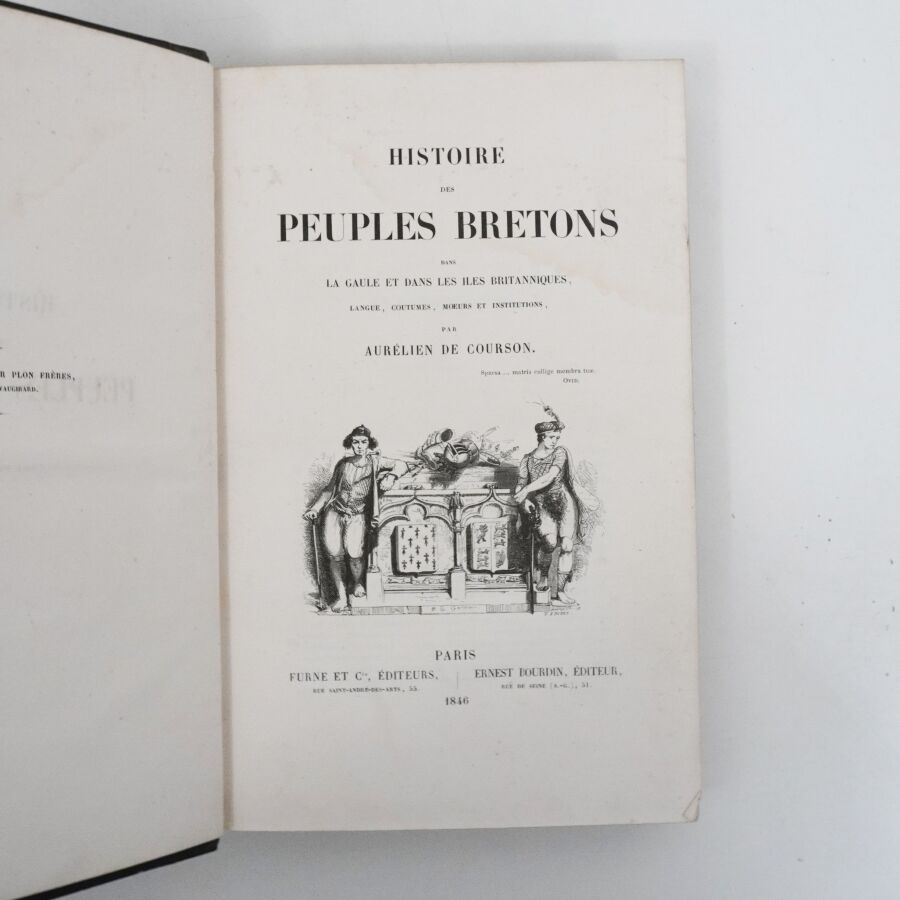 R PLON FRÈRES,
VAUGIRARD.
HISTOIRE
DES
PEUPLES BRETONS
DANS
LA GAULE ET DANS LES ILES BRITANNIQUES,
LANGUE, COUTUMES, MŒURS ET INSTITUTIONS,
PAR
AURÉLIEN DE COURSON.
Sparsa ... matris collige membra tuæ.
OVID.
PARIS
FURNE ET Cie, ÉDITEURS,
RUE SAINT-ANDRÉ-DES-ARTS, 55.
ERNEST BOURDIN, ÉDITEUR,
RUE DE SEINE (S.-G.), 51.
1846